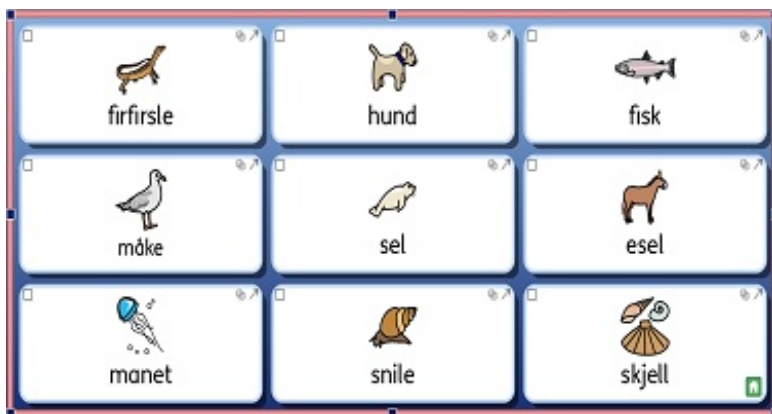 firfirsle
hund
fisk
måke
sel
esel
manet
snile
skjell